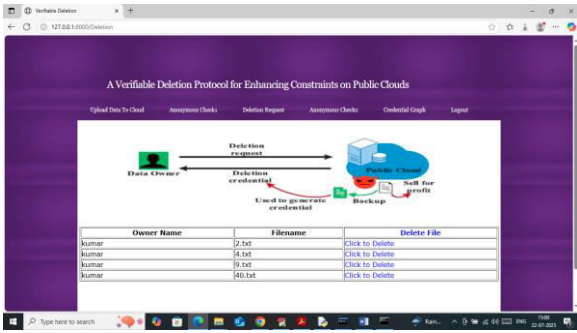 Verifiable Deletion
127.0.0.1:8000/Deletion
A Verifiable Deletion Protocol for Enhancing Constraints on Public Clouds
Upload Data To Cloud Anonymous Checks Deletion Request Anonymous Checks Credential Graph Logout
Deletion
request
Data Owner
Deletion
credential
Public Cloud
Sell for
profit
Used to generate
credential
Backup
Owner Name Filename Delete File
kumar 2.txt Click to Delete
kumar 4.txt Click to Delete
kumar 9.txt Click to Delete
kumar 40.txt Click to Delete
Type here to search
Ram...
ENG
15:00
22-07-2025